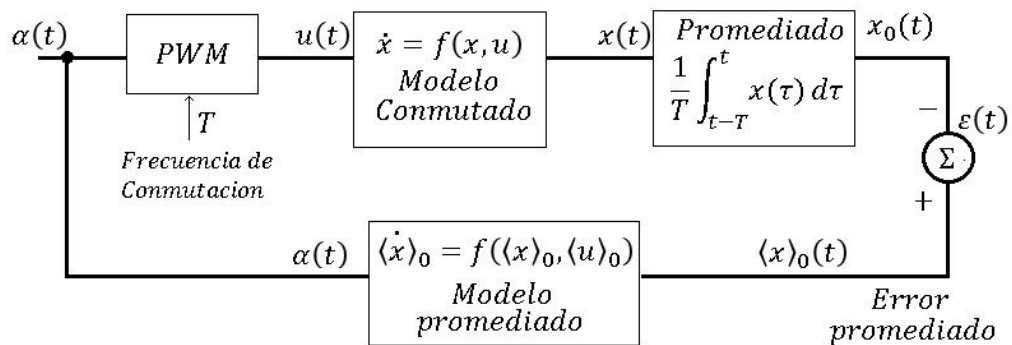 α(t)
PWM
T
Frecuencia de
Conmutacion
u(t)
ẋ = f(x, u)
Modelo
Conmutado
x(t)
Promediado
1/T ∫_{t−T}^{t} x(τ) dτ
x₀(t)
−
ε(t)
Σ
+
α(t)
⟨ẋ⟩₀ = f(⟨x⟩₀,⟨u⟩₀)
Modelo
promediado
⟨x⟩₀(t)
Error
promediado